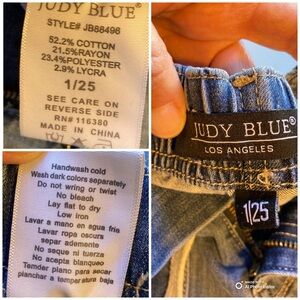 JUDY BLUE®
STYLE# JB88496
52.2% COTTON
21.5%RAYON
23.4%POLYESTER
2.9% LYCRA
1/25
SEE CARE ON
REVERSE SIDE
RN# 116380
MADE IN CHINA
JUDY BLUE®
LOS ANGELES
1/25
Handwash cold
Wash dark colors separately
Do not wring or twist
No bleach
Lay flat to dry
Low iron
Lavar a mano en agua fria
Lavar ropa oscura
separ ademente
No seque ni tuerza
No acepta blanqueo
Temder plano para secar
planchar a temperatura baja